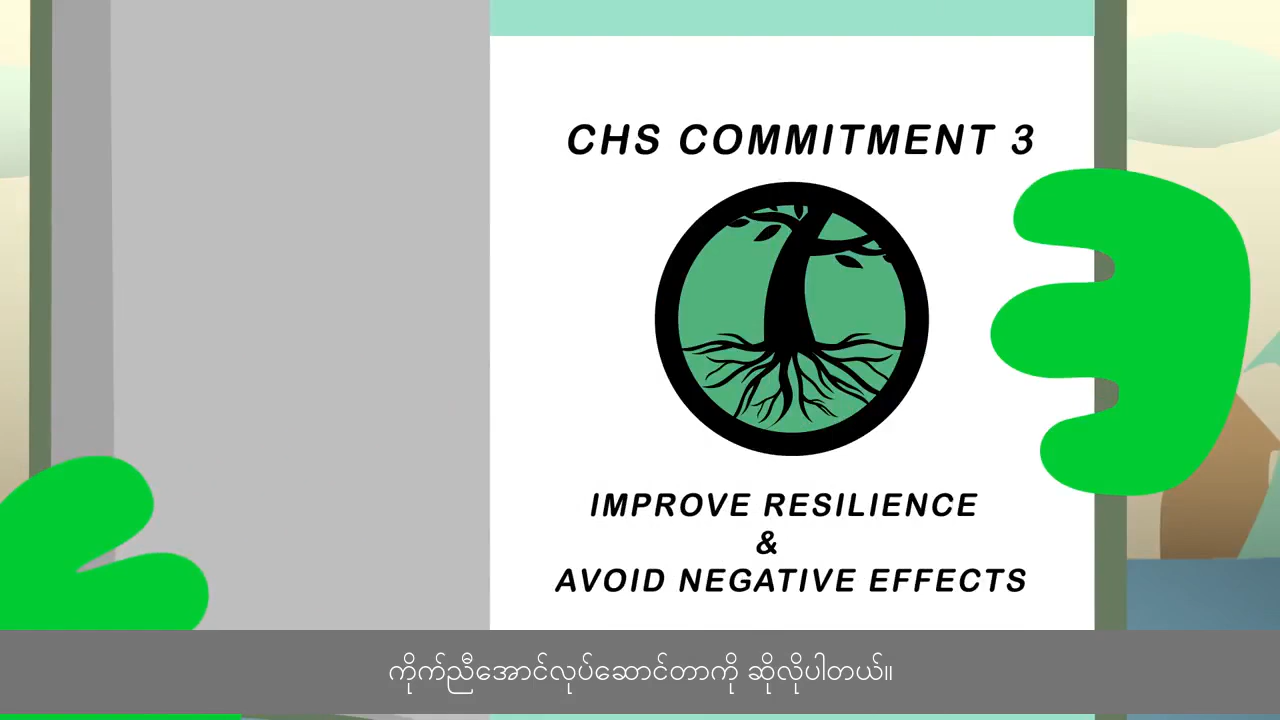 CHS COMMITMENT 3
IMPROVE RESILIENCE
&
AVOID NEGATIVE EFFECTS
ကိုက်ညီအောင်လုပ်ဆောင်တာကို ဆိုလိုပါတယ်။